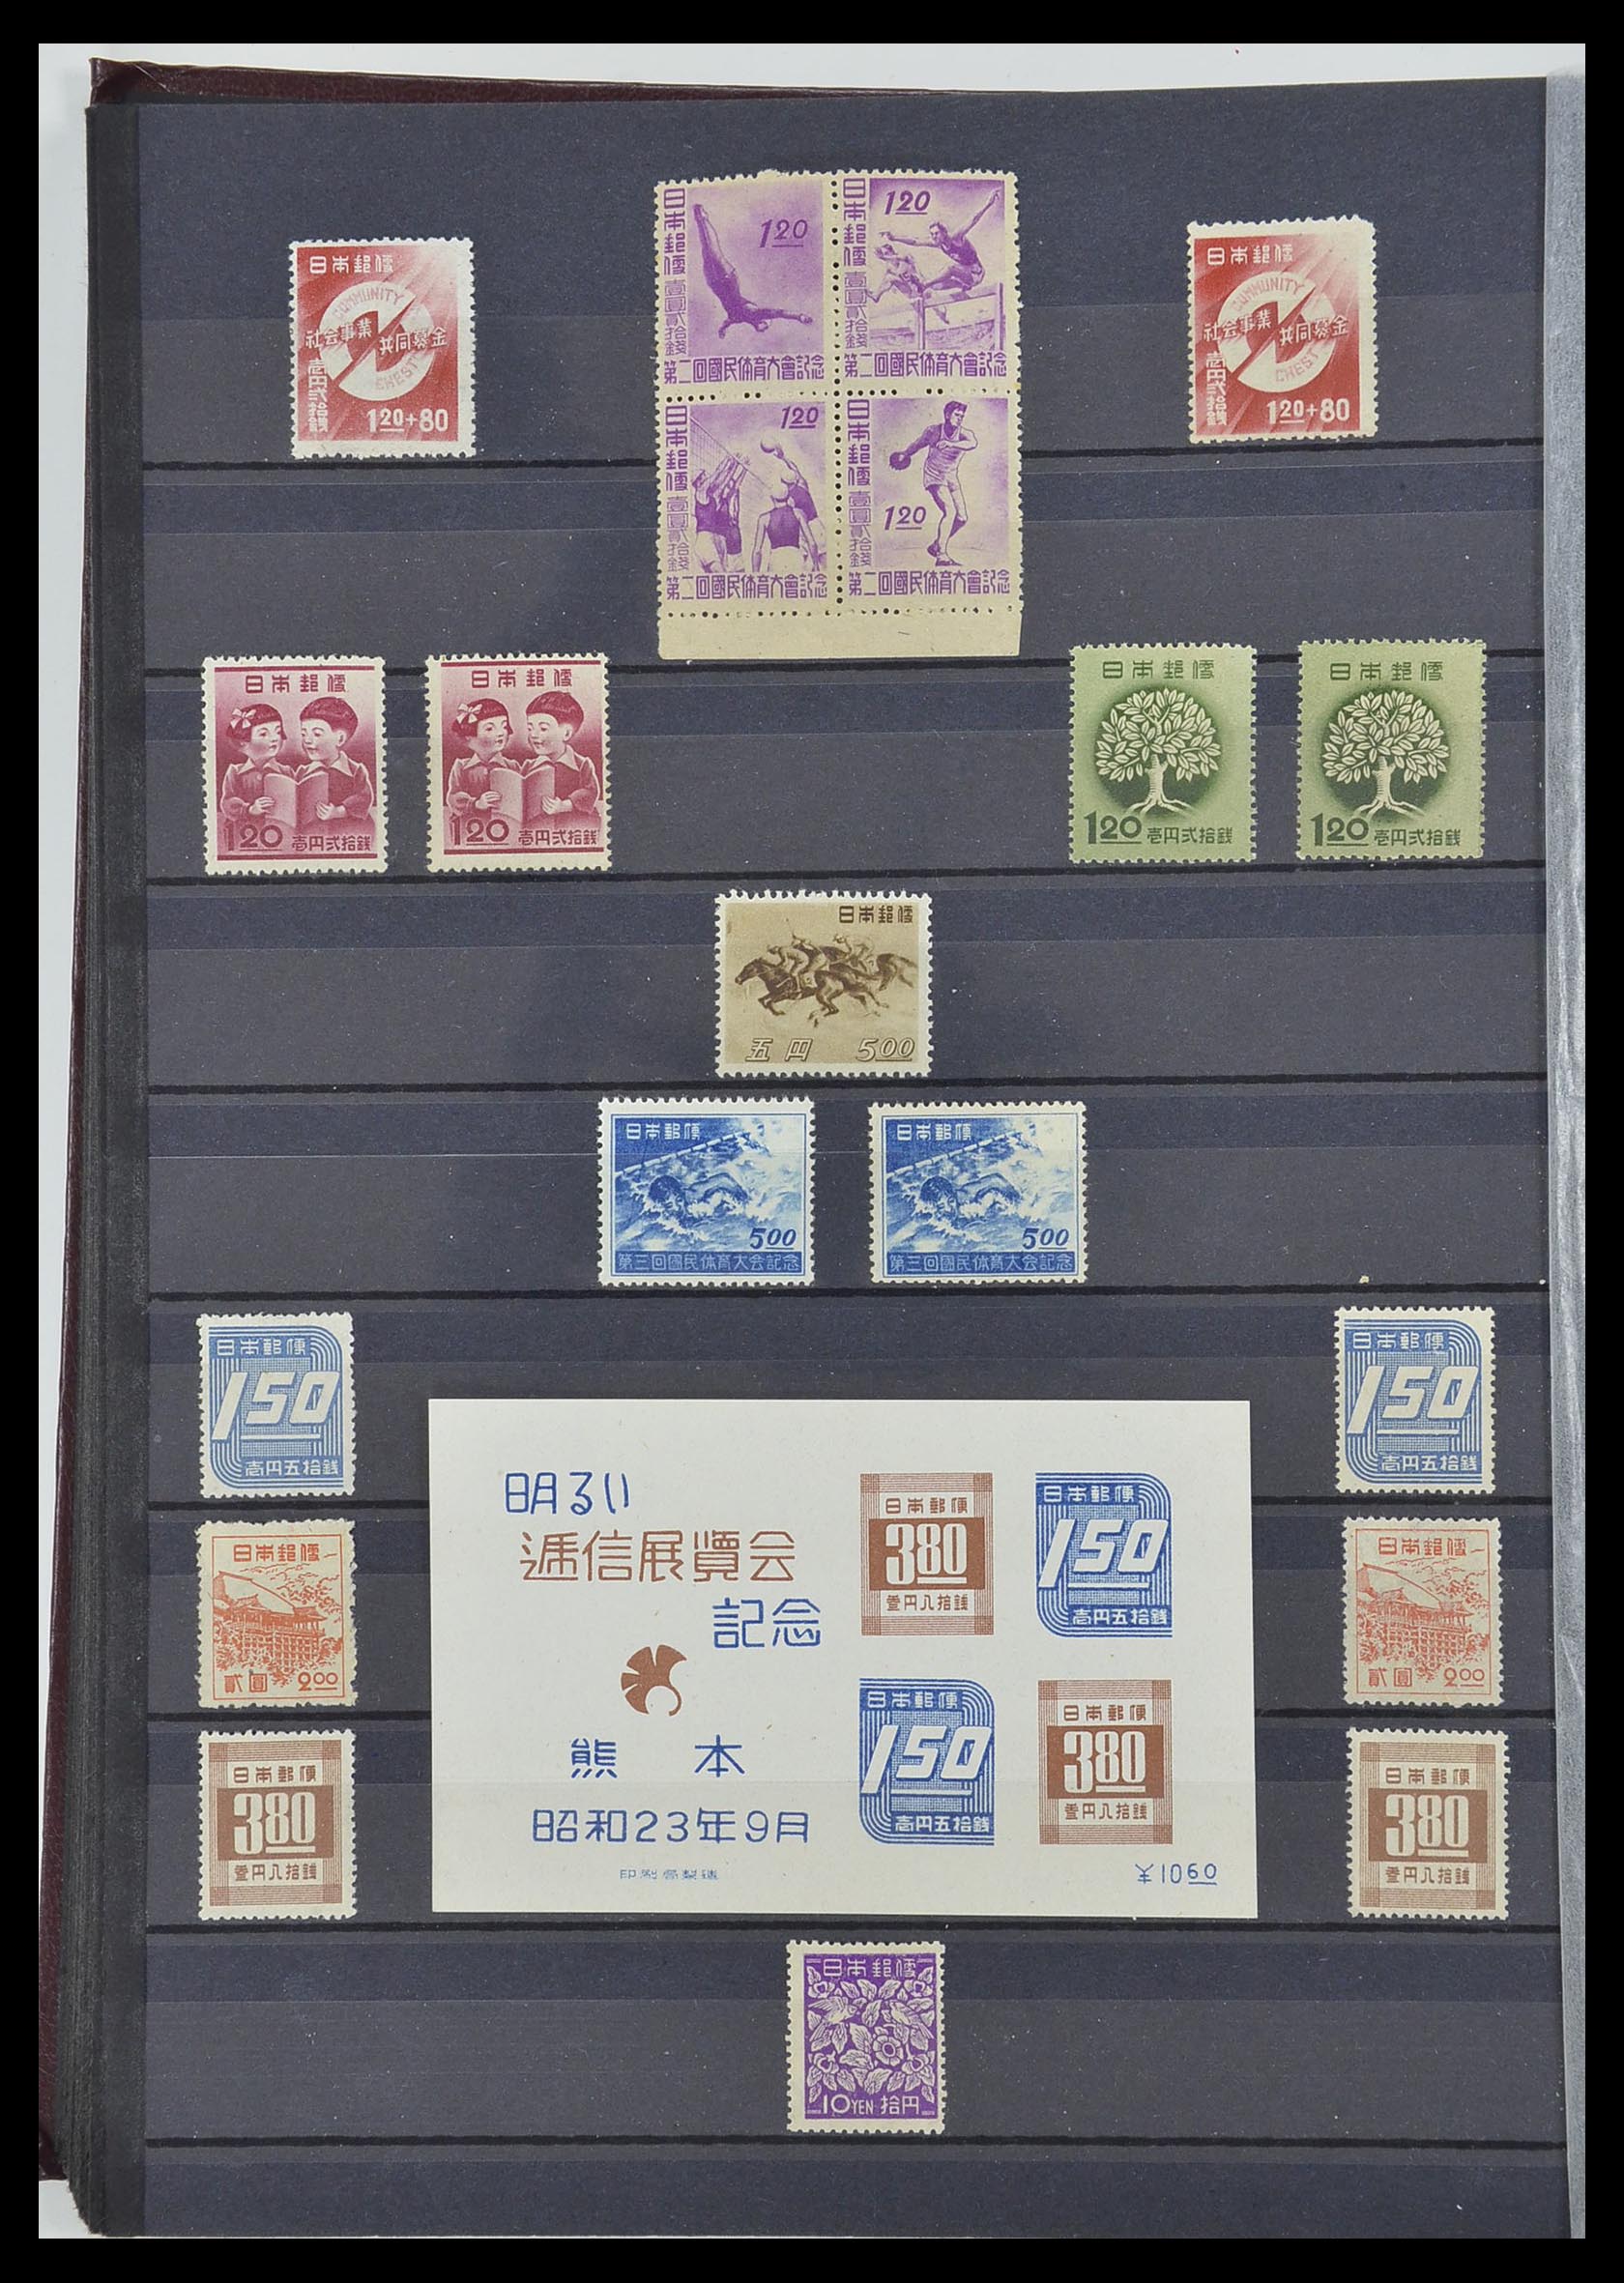 日本郵便
COMMUNITY
社会事業 共同募金
CHEST
壱円弐拾銭
1.20+80
日本郵便
壹圓貳拾錢
1.20
第二回國民体育大會記念
日本郵便
壹圓貳拾錢
1.20
第二回國民体育大會記念
日本郵便
壹圓貳拾錢
1.20
第二回國民体育大會記念
日本郵便
壹圓貳拾錢
1.20
第二回國民体育大會記念
日本郵便
COMMUNITY
社会事業 共同募金
CHEST
壱円弐拾銭
1.20+80
日本郵便
1.20 壱円弐拾銭
日本郵便
1.20 壱円弐拾銭
日本郵便
1.20 壱円弐拾銭
日本郵便
1.20 壱円弐拾銭
日本郵便
五円 5.00
日本郵便
5.00
第三回國民体育大会記念
日本郵便
5.00
第三回國民体育大会記念
日本郵便
1.50
壱円五拾銭
日本郵便
1.50
壱円五拾銭
日本郵便
貳圓 2.00
日本郵便
貳圓 2.00
日本郵便
3.80
参円八拾銭
日本郵便
3.80
参円八拾銭
明るい
逓信展覧会
記念
熊 本
昭和23年9月
印刷局製造
日本郵便
3.80
参円八拾銭
日本郵便
1.50
壱円五拾銭
日本郵便
1.50
壱円五拾銭
日本郵便
3.80
参円八拾銭
¥10.60
日本郵便
10YEN 拾円